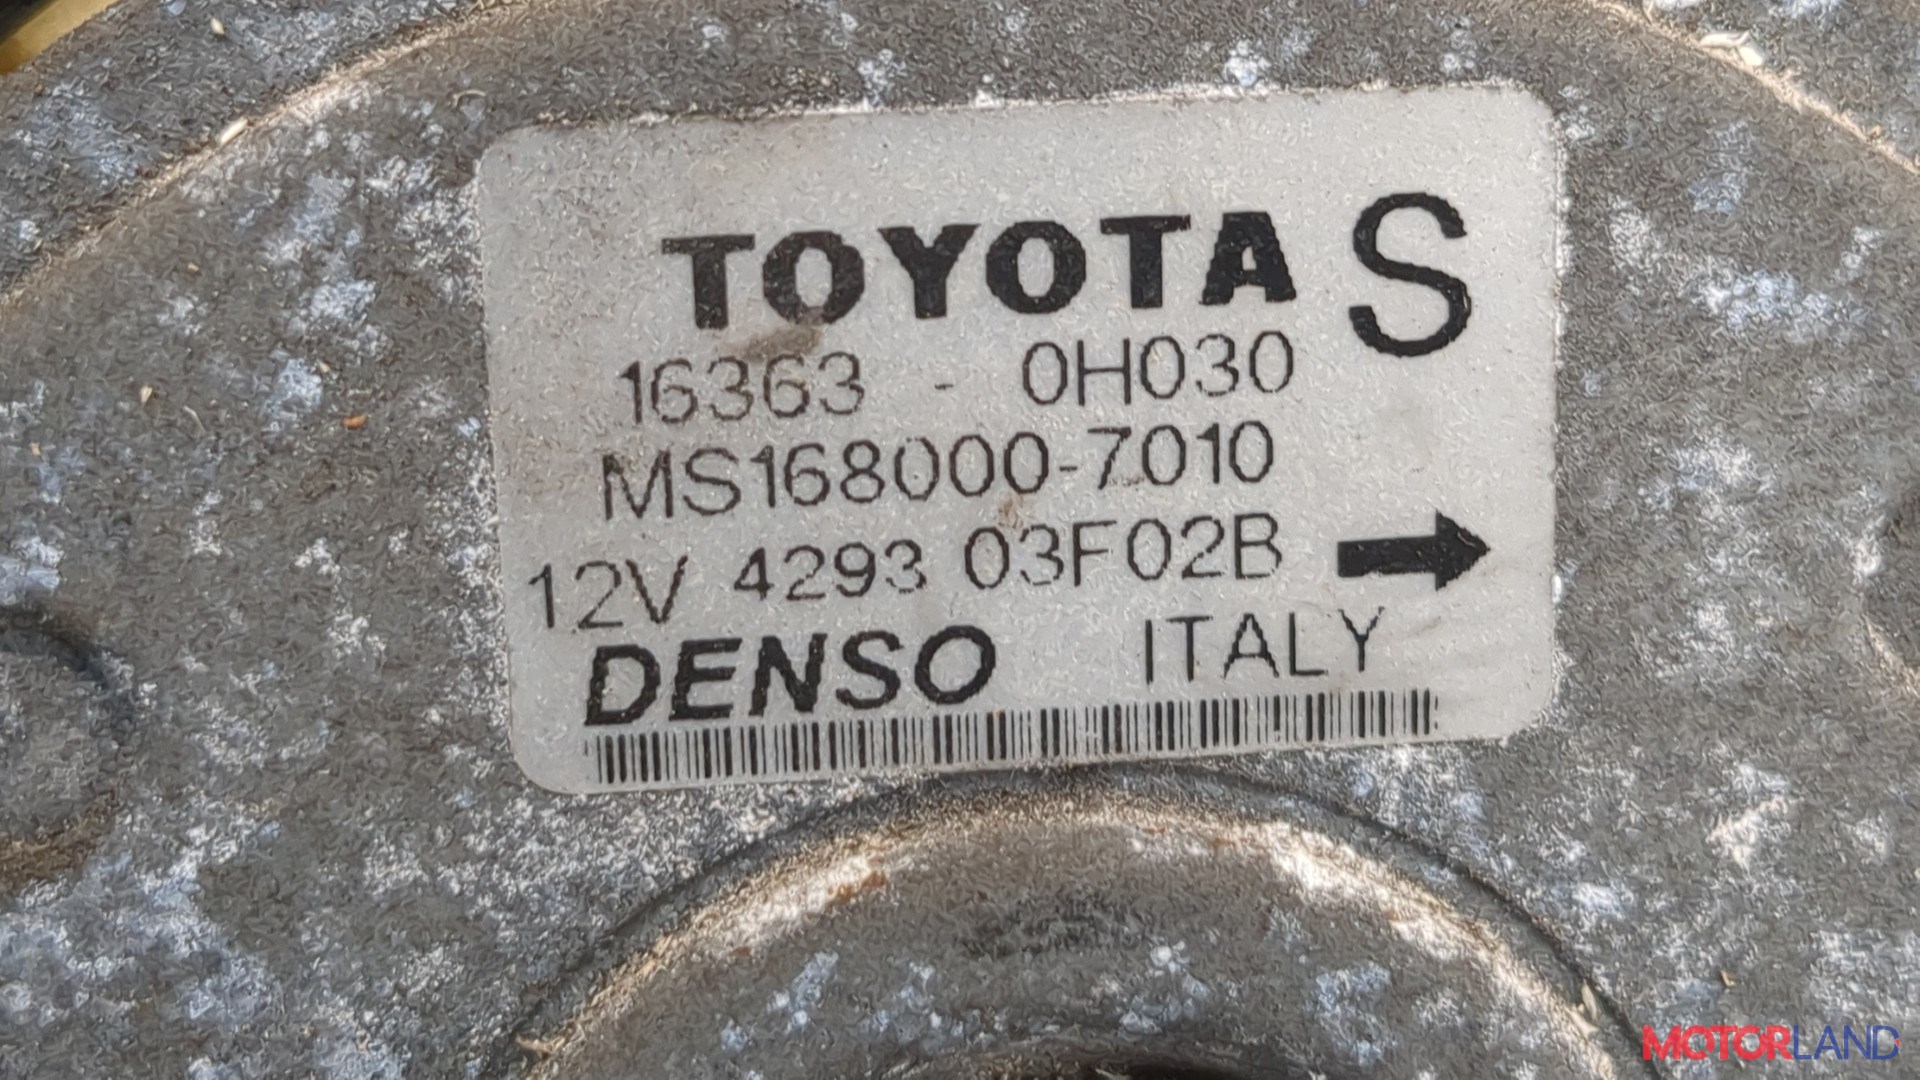 TOYOTA S
16363 - 0H030
MS168000-7010
12V 4293 03F02B
DENSO ITALY
MOTORLAND